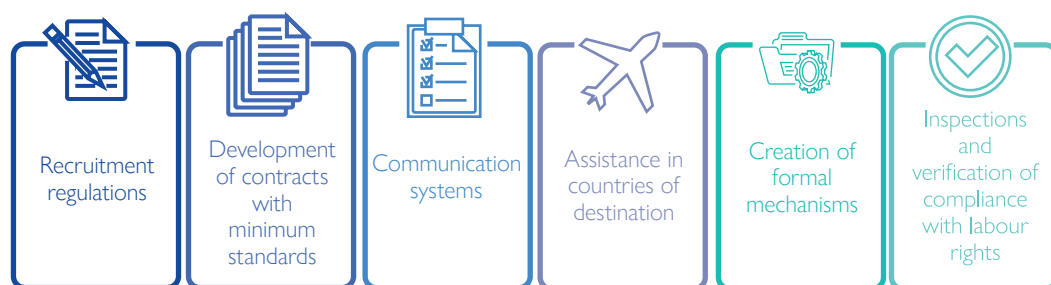 Recruitment
regulations
Development
of contracts
with
minimum
standards
Communication
systems
Assistance in
countries of
destination
Creation of
formal
mechanisms
Inspections
and
verification of
compliance
with labour
rights